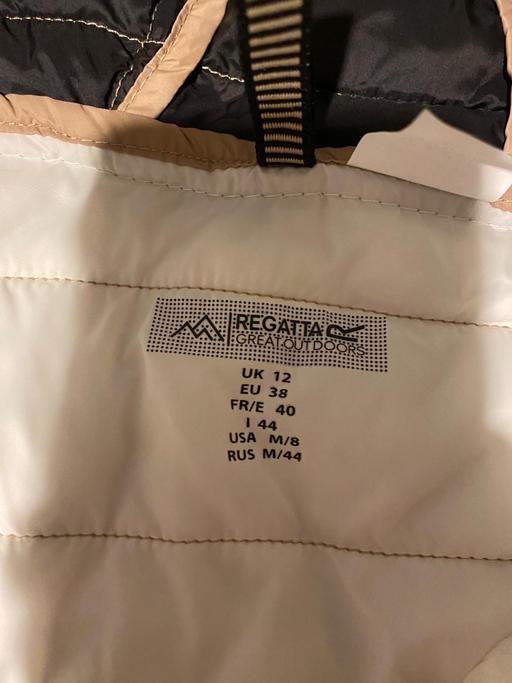 REGATTA
GREAT OUTDOORS
UK 12
EU 38
FR/E 40
I 44
USA M/8
RUS M/44